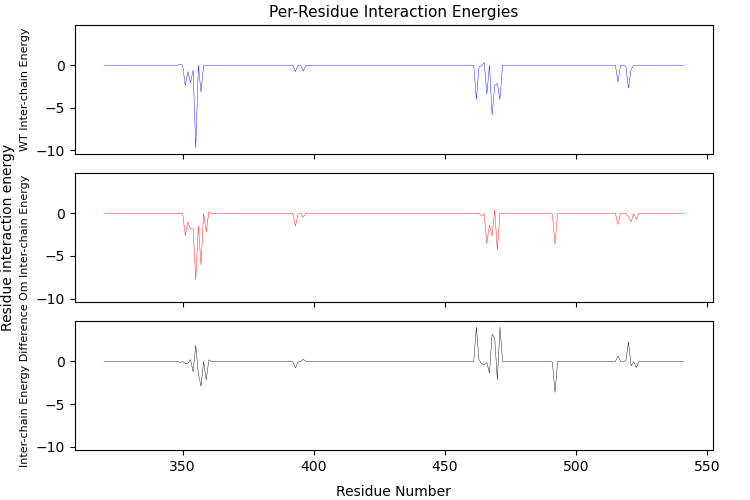 Per-Residue Interaction Energies
Residue interaction energy
WT Inter-chain Energy
0
−5
−10
Om Inter-chain Energy
0
−5
−10
Inter-chain Energy Difference
0
−5
−10
350
400
450
500
550
Residue Number